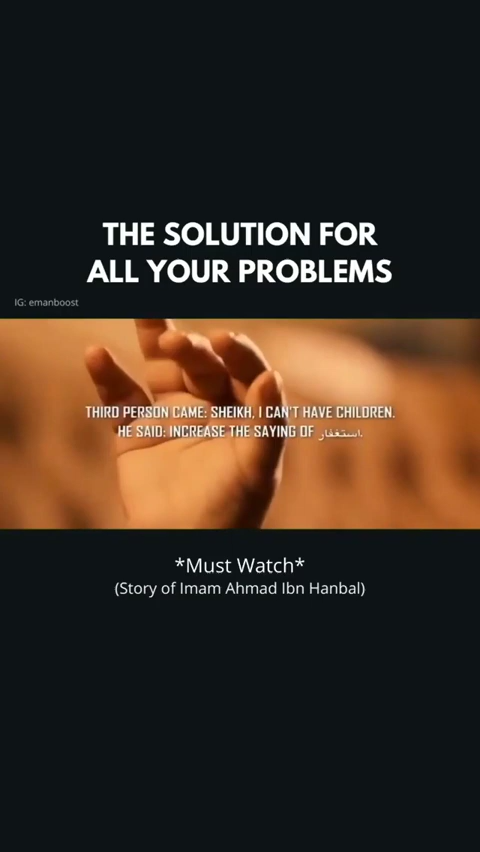 THE SOLUTION FOR
ALL YOUR PROBLEMS
IG: emanboost
THIRD PERSON CAME: SHEIKH, I CAN'T HAVE CHILDREN.
HE SAID: INCREASE THE SAYING OF استغفار.
*Must Watch*
(Story of Imam Ahmad Ibn Hanbal)